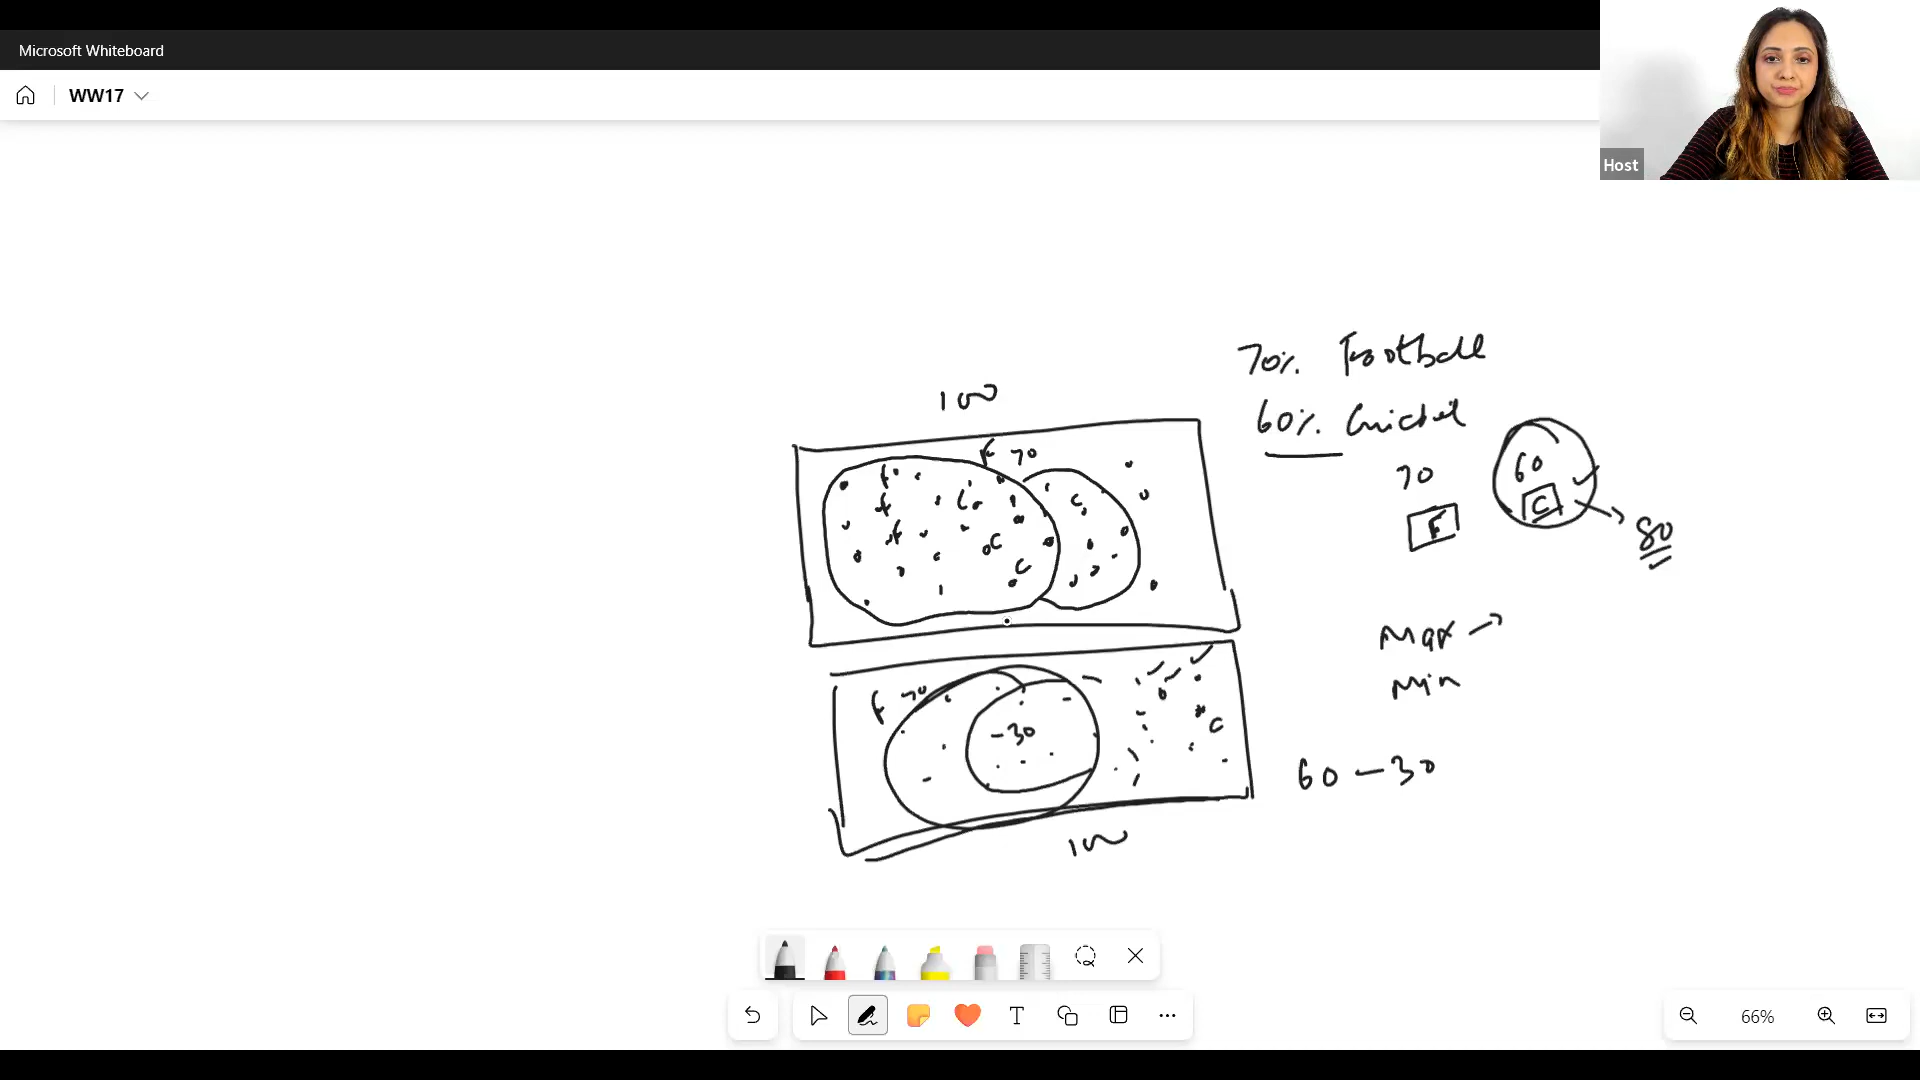 Microsoft Whiteboard
WW17
Host
70% Football
60% Cricket
100
F 70
F
F
F
C
C
C
C
70
60
F
C
80
Max →
Min
F 70
-30
C
60 - 30
100
66%